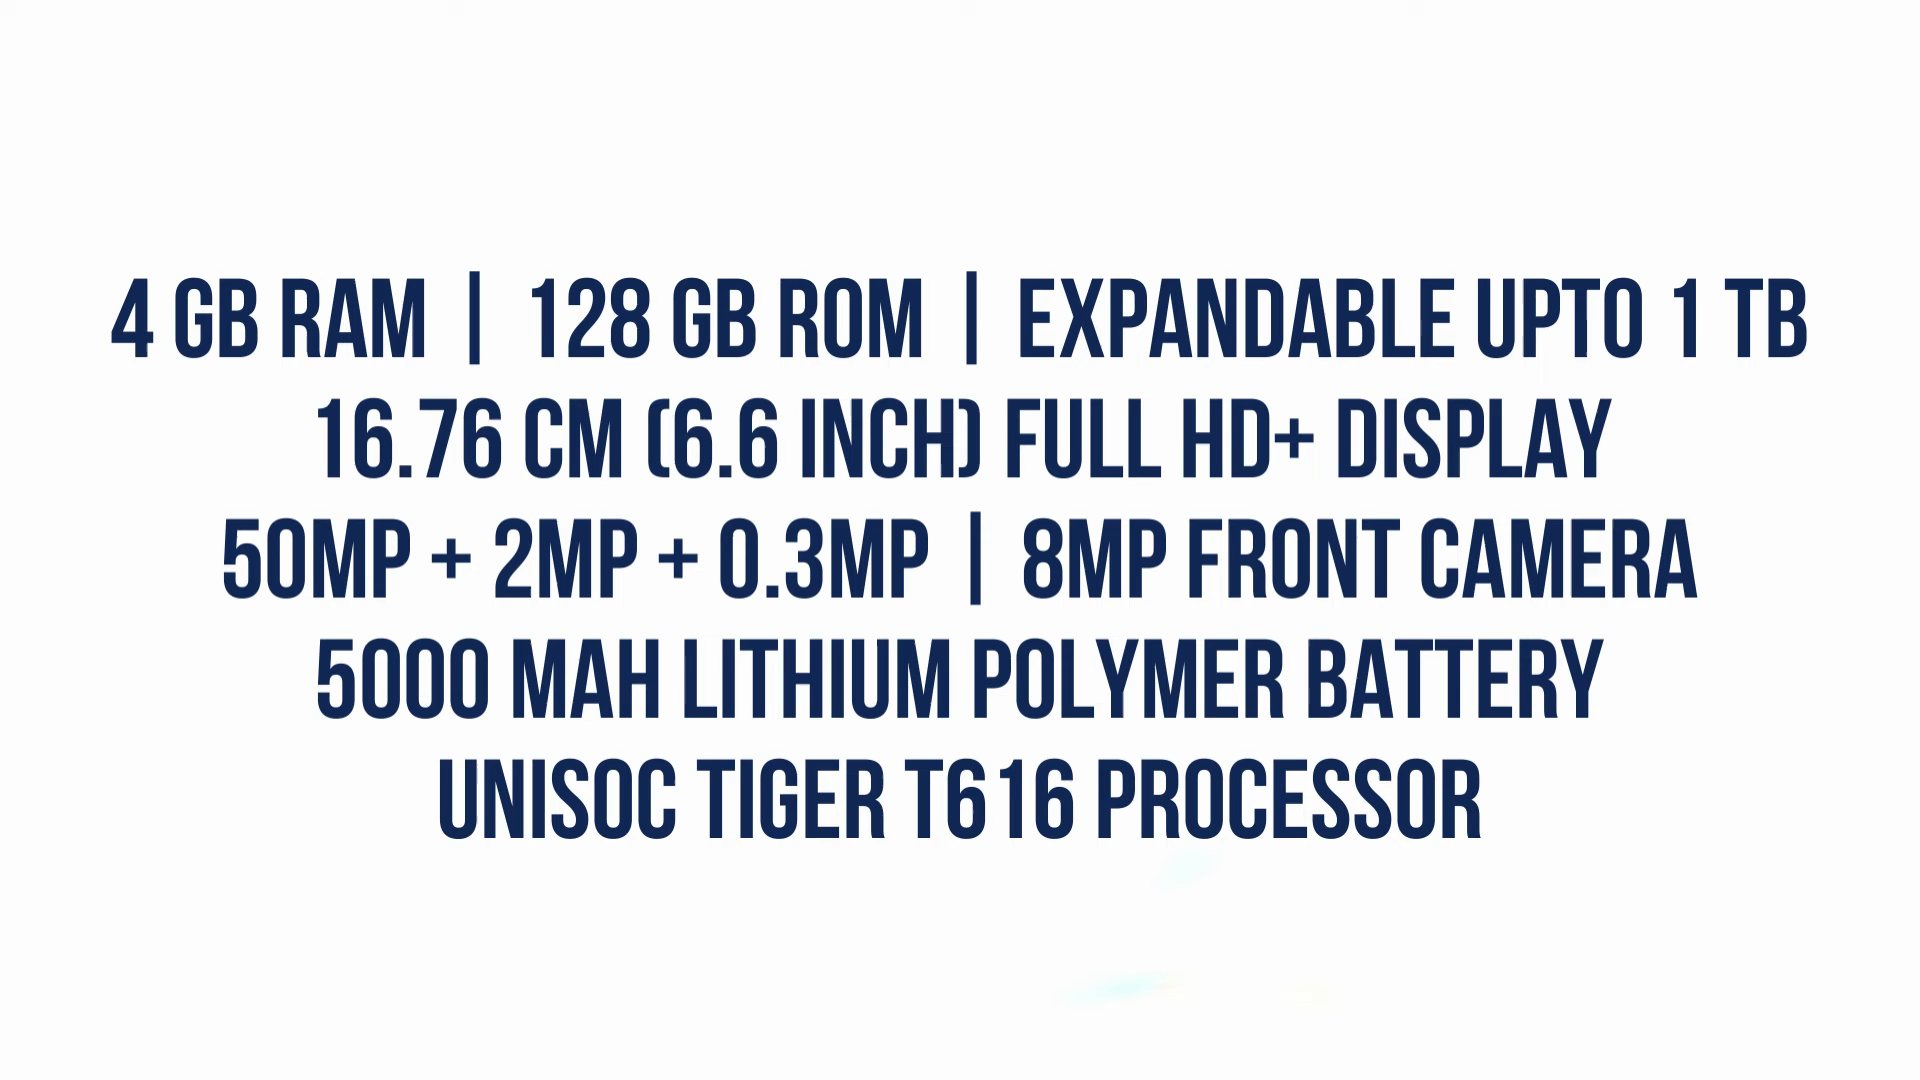 4 GB RAM | 128 GB ROM | EXPANDABLE UPTO 1 TB
16.76 CM (6.6 INCH) FULL HD+ DISPLAY
50MP + 2MP + 0.3MP | 8MP FRONT CAMERA
5000 MAH LITHIUM POLYMER BATTERY
UNISOC TIGER T616 PROCESSOR